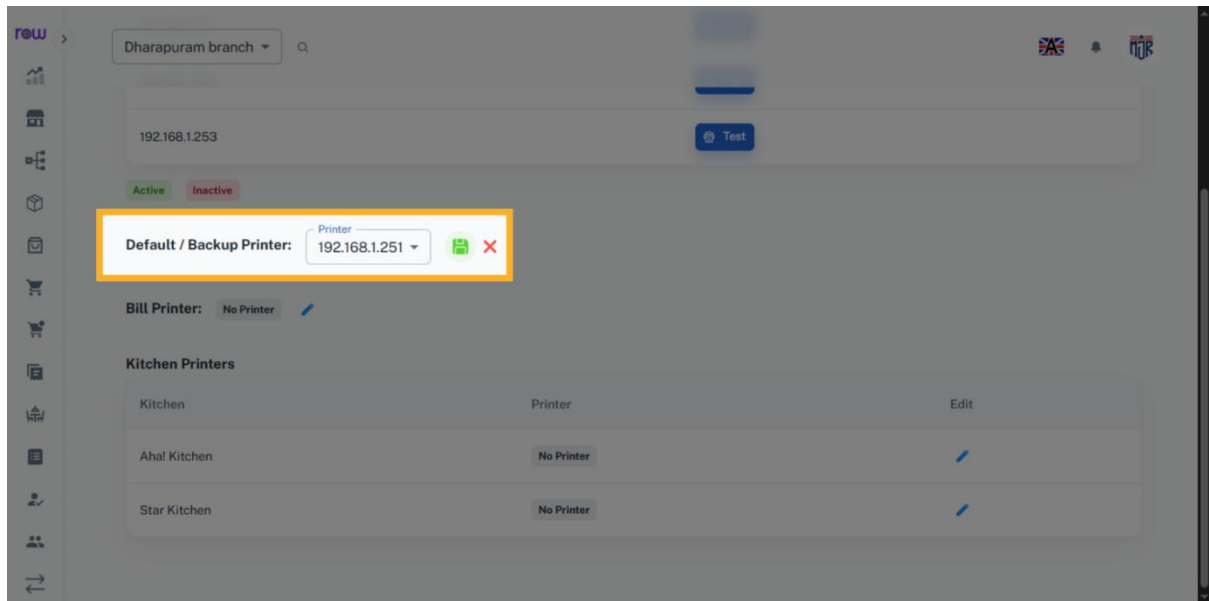 row
Dharapuram branch
A
MJR
192.168.1.253
Test
Active
Inactive
Default / Backup Printer:
Printer
192.168.1.251
Bill Printer:
No Printer
Kitchen Printers
Kitchen
Printer
Edit
Aha! Kitchen
No Printer
Star Kitchen
No Printer